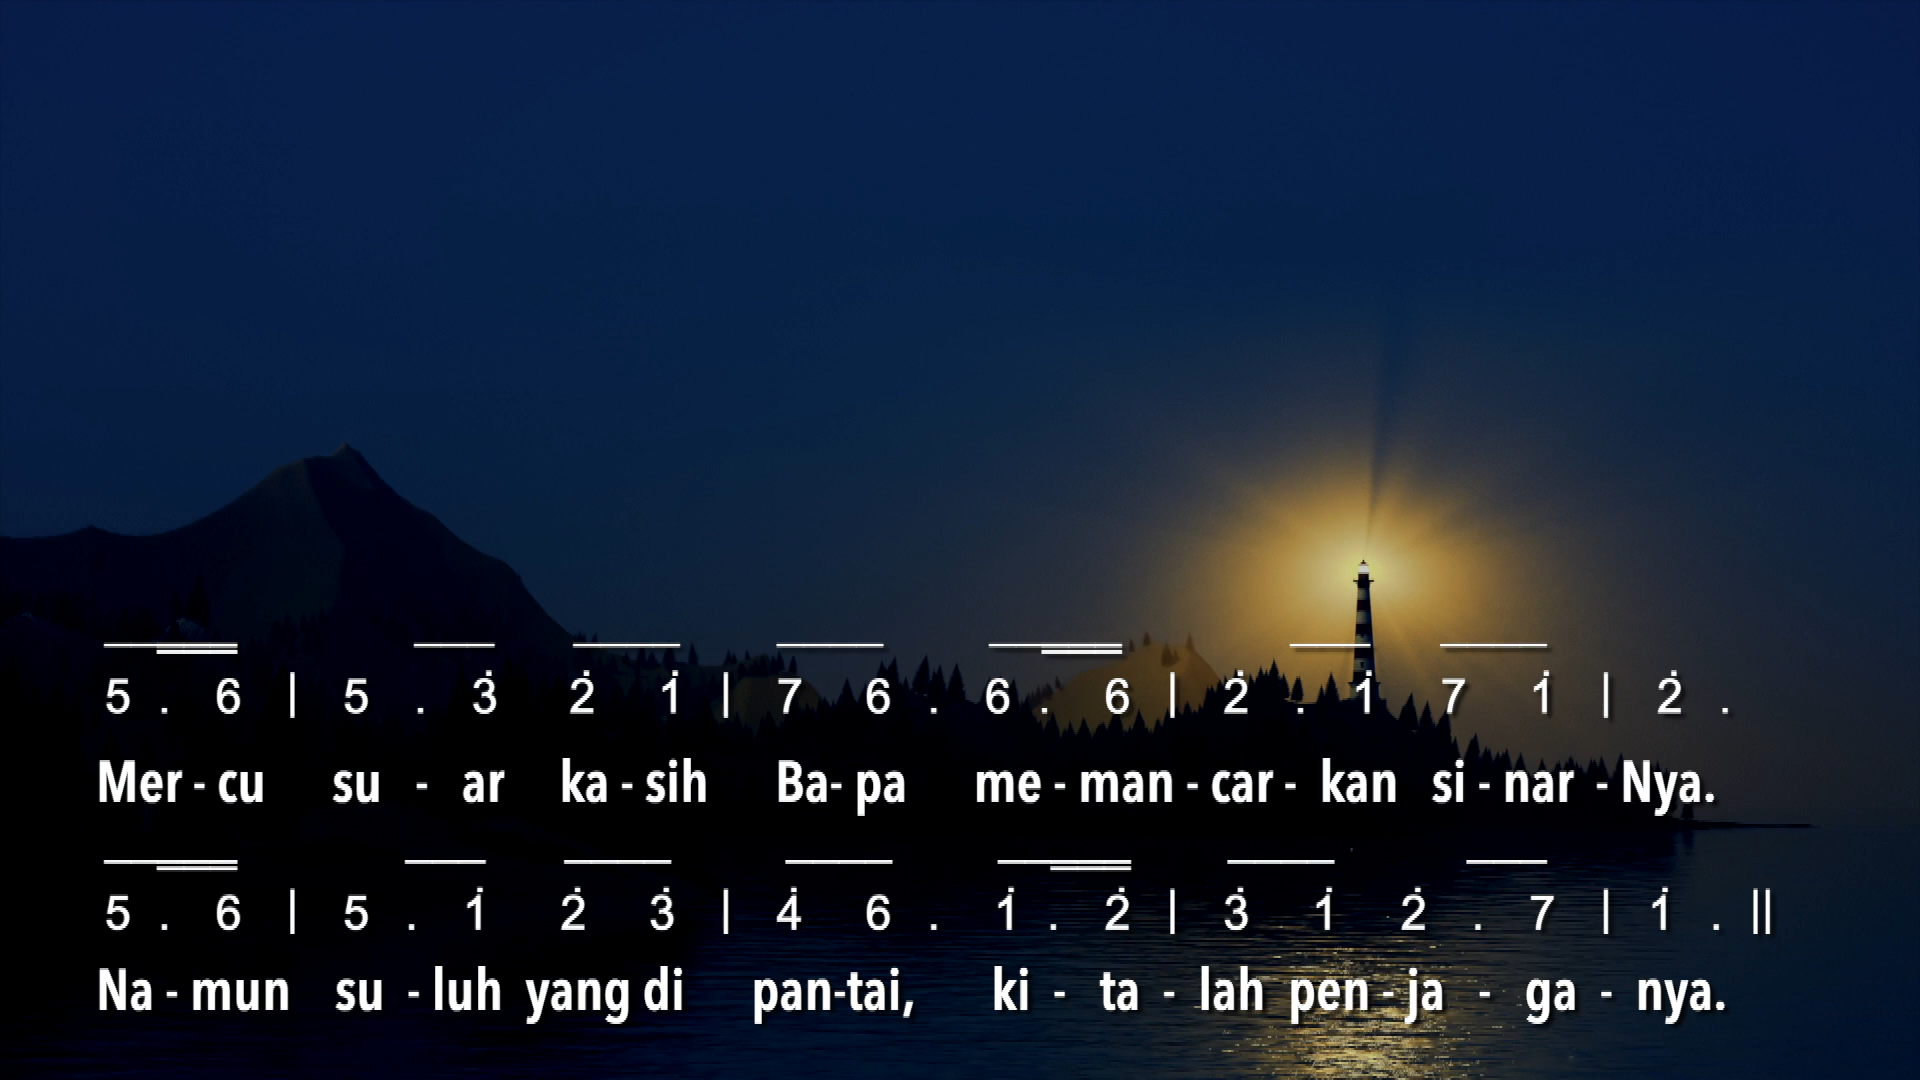 5 . 6 | 5 . 3̇ 2̇ 1̇ | 7 6 . 6 . 6 | 2̇ . 1̇ 7 1̇ | 2̇ .
Mer - cu su - ar ka - sih Ba- pa me - man - car - kan si - nar - Nya.
5 . 6 | 5 . 1̇ 2̇ 3̇ | 4̇ 6 . 1̇ . 2̇ | 3̇ 1̇ 2̇ . 7 | 1̇ . ||
Na - mun su - luh yang di pan-tai, ki - ta - lah pen - ja - ga - nya.